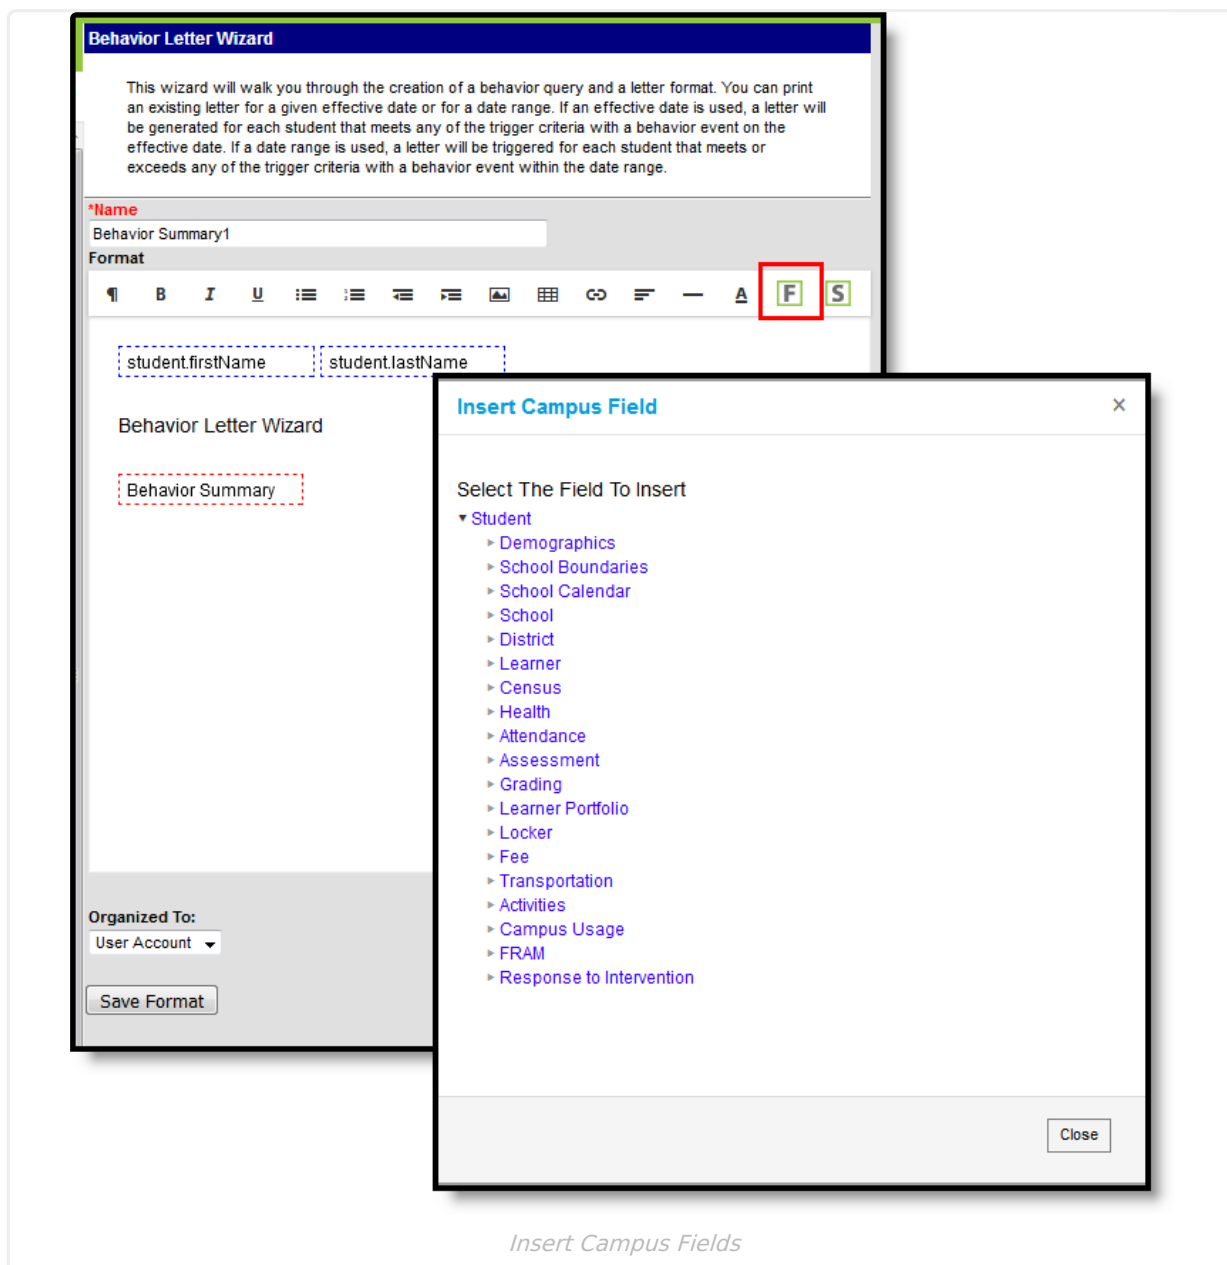 Behavior Letter Wizard
This wizard will walk you through the creation of a behavior query and a letter format. You can print
an existing letter for a given effective date or for a date range. If an effective date is used, a letter will
be generated for each student that meets any of the trigger criteria with a behavior event on the
effective date. If a date range is used, a letter will be triggered for each student that meets or
exceeds any of the trigger criteria with a behavior event within the date range.
*Name
Behavior Summary1
Format
¶ B I U A F S
student.firstName student.lastName
Behavior Letter Wizard
Behavior Summary
Organized To:
User Account
Save Format
Insert Campus Field ×
Select The Field To Insert
Student
Demographics
School Boundaries
School Calendar
School
District
Learner
Census
Health
Attendance
Assessment
Grading
Learner Portfolio
Locker
Fee
Transportation
Activities
Campus Usage
FRAM
Response to Intervention
Close
Insert Campus Fields